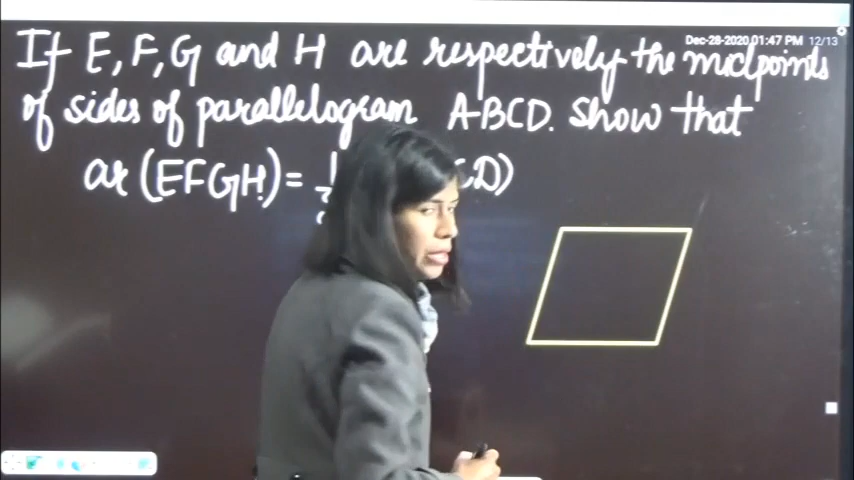 Dec-28-2020 01:47 PM 12/13
If E, F, G and H are respectively the midpoints
of sides of parallelogram ABCD. Show that
ar (EFGH) = CD)